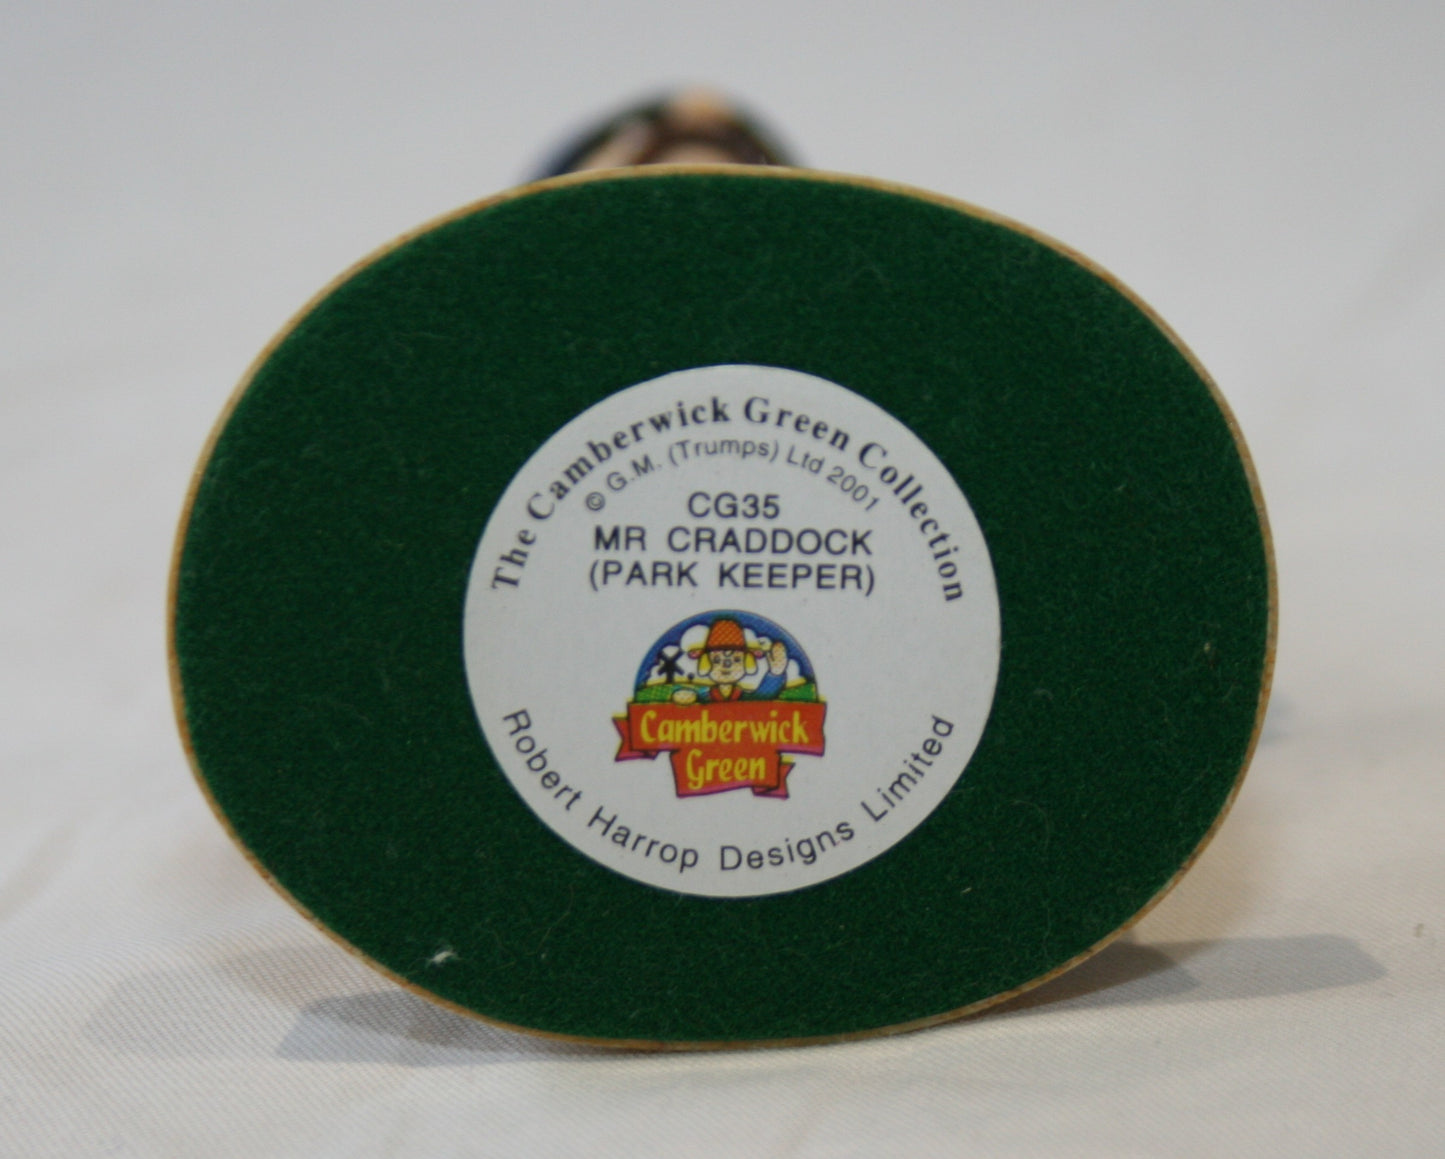 The Camberwick Green Collection
© G.M. (Trumps) Ltd 2001
CG35
MR CRADDOCK
(PARK KEEPER)
Camberwick
Green
Robert Harrop Designs Limited